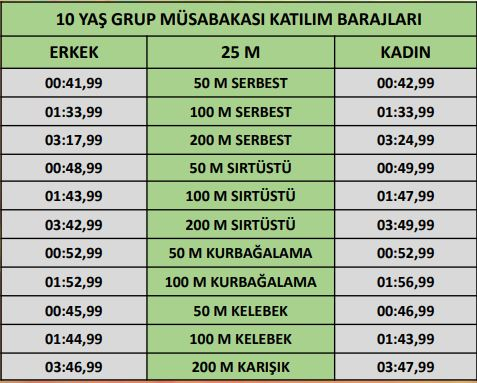 10 YAŞ GRUP MÜSABAKASI KATILIM BARAJLARI
ERKEK 25 M KADIN
00:41,99 50 M SERBEST 00:42,99
01:33,99 100 M SERBEST 01:33,99
03:17,99 200 M SERBEST 03:24,99
00:48,99 50 M SIRTÜSTÜ 00:49,99
01:43,99 100 M SIRTÜSTÜ 01:47,99
03:42,99 200 M SIRTÜSTÜ 03:49,99
00:52,99 50 M KURBAĞALAMA 00:52,99
01:52,99 100 M KURBAĞALAMA 01:56,99
00:45,99 50 M KELEBEK 00:46,99
01:44,99 100 M KELEBEK 01:43,99
03:46,99 200 M KARIŞIK 03:47,99